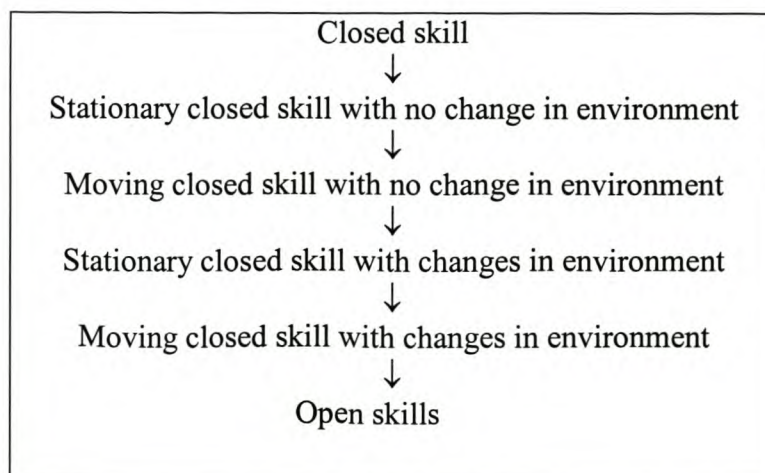 Closed skill
↓
Stationary closed skill with no change in environment
↓
Moving closed skill with no change in environment
↓
Stationary closed skill with changes in environment
↓
Moving closed skill with changes in environment
↓
Open skills